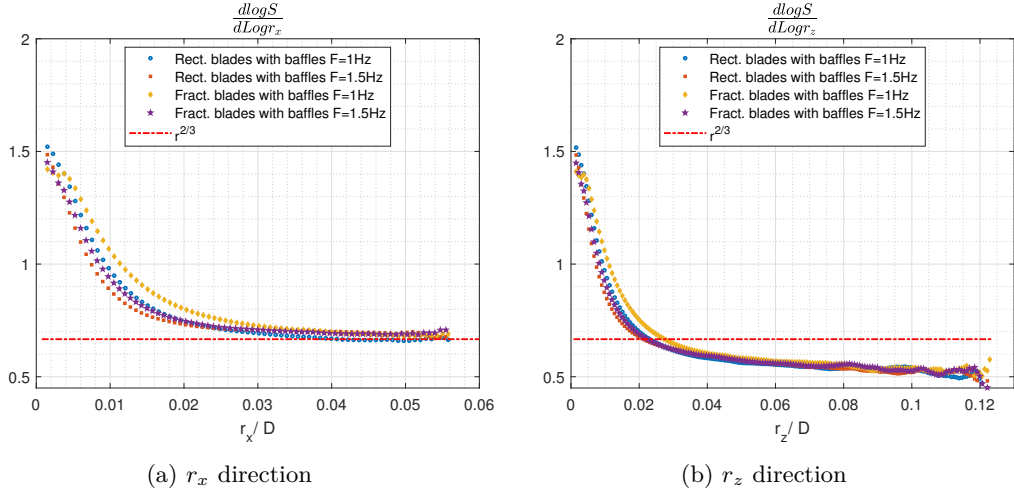 dlogS
dLogr_x
2
Rect. blades with baffles F=1Hz
Rect. blades with baffles F=1.5Hz
Fract. blades with baffles F=1Hz
Fract. blades with baffles F=1.5Hz
r^{2/3}
1.5
1
0.5
0 0.01 0.02 0.03 0.04 0.05 0.06
r_x/ D
(a) r_x direction
dlogS
dLogr_z
2
Rect. blades with baffles F=1Hz
Rect. blades with baffles F=1.5Hz
Fract. blades with baffles F=1Hz
Fract. blades with baffles F=1.5Hz
r^{2/3}
1.5
1
0.5
0 0.02 0.04 0.06 0.08 0.1 0.12
r_z/ D
(b) r_z direction